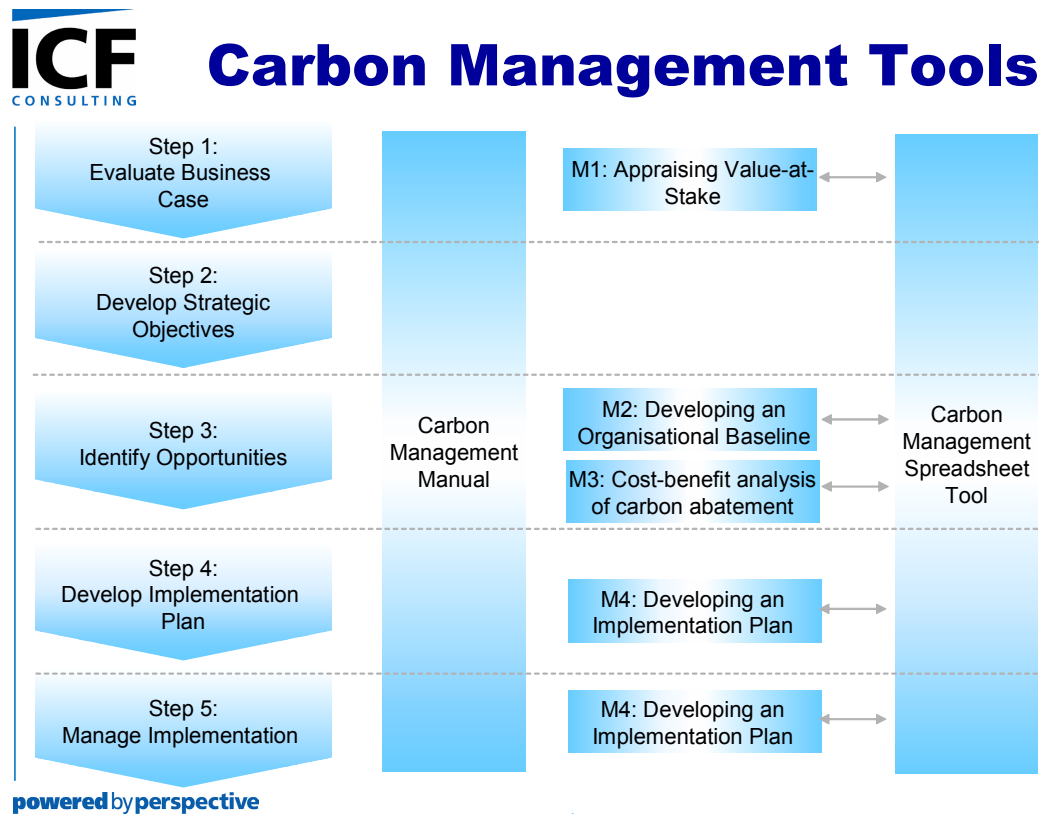 ICF
CONSULTING
Carbon Management Tools
Step 1:
Evaluate Business
Case
M1: Appraising Value-at-
Stake
Step 2:
Develop Strategic
Objectives
Step 3:
Identify Opportunities
Carbon
Management
Manual
M2: Developing an
Organisational Baseline
M3: Cost-benefit analysis
of carbon abatement
Carbon
Management
Spreadsheet
Tool
Step 4:
Develop Implementation
Plan
M4: Developing an
Implementation Plan
Step 5:
Manage Implementation
M4: Developing an
Implementation Plan
poweredbyperspective